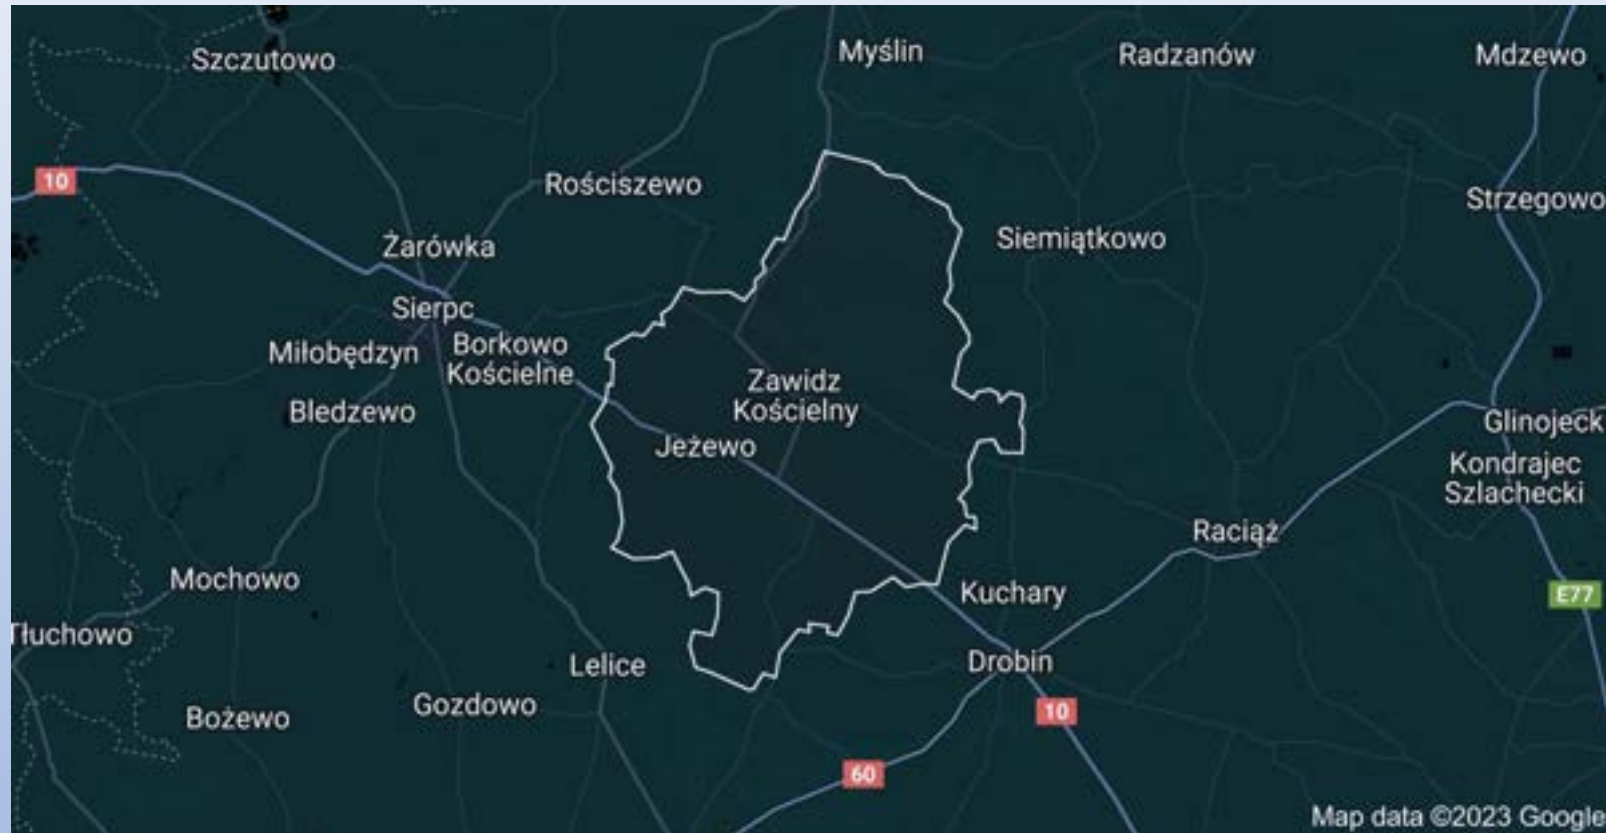 Szczutowo
Myślin
Radzanów
Mdzewo
10
Rościszewo
Strzegowo
Żarówka
Siemiątkowo
Sierpc
Miłobędzyn
Borkowo
Kościelne
Zawidz
Kościelny
Bledzewo
Glinojeck
Jeżewo
Kondrajec
Szlachecki
Raciąż
Mochowo
Kuchary
E77
Tłuchowo
Lelice
Drobin
Gozdowo
Bożewo
10
60
Map data ©2023 Google